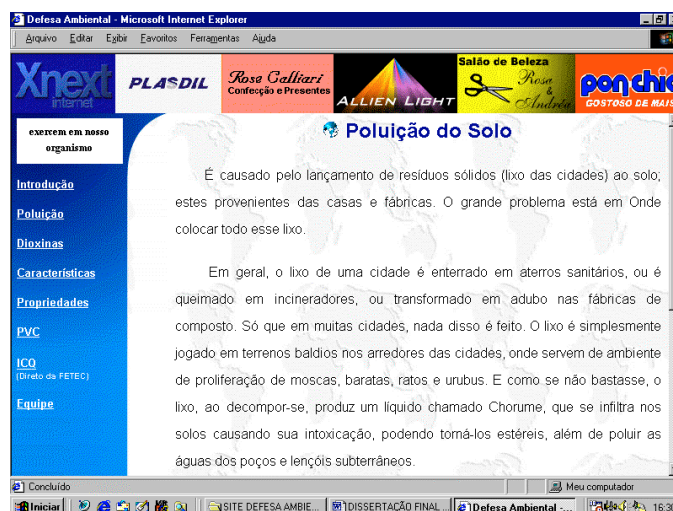 Defesa Ambiental - Microsoft Internet Explorer
Arquivo Editar Exibir Favoritos Ferramentas Ajuda
Xnext
internet
PLASDIL
Rosa Galliari
Confecção e Presentes
ALLIEN LIGHT
Salão de Beleza
Rosa
&
Andréa
ponchic
GOSTOSO DE MAIS
exercem em nosso
organismo
Introdução
Poluição
Dioxinas
Características
Propriedades
PVC
ICQ
(Direto da FETEC)
Equipe
Poluição do Solo
É causado pelo lançamento de resíduos sólidos (lixo das cidades) ao solo;
estes provenientes das casas e fábricas. O grande problema está em Onde
colocar todo esse lixo.
Em geral, o lixo de uma cidade é enterrado em aterros sanitários, ou é
queimado em incineradores, ou transformado em adubo nas fábricas de
composto. Só que em muitas cidades, nada disso é feito. O lixo é simplesmente
jogado em terrenos baldios nos arredores das cidades, onde servem de ambiente
de proliferação de moscas, baratas, ratos e urubus. E como se não bastasse, o
lixo, ao decompor-se, produz um líquido chamado Chorume, que se infiltra nos
solos causando sua intoxicação, podendo torná-los estéreis, além de poluir as
águas dos poços e lençóis subterrâneos.
Concluído
Meu computador
Iniciar
SITE DEFESA AMBIE...
DISSERTAÇÃO FINAL ...
Defesa Ambiental -...
16:30